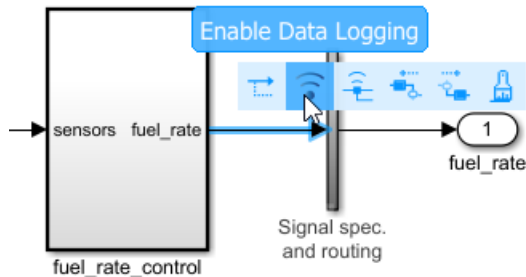 Enable Data Logging
sensors fuel_rate
1
fuel_rate
Signal spec.
and routing
fuel_rate_control